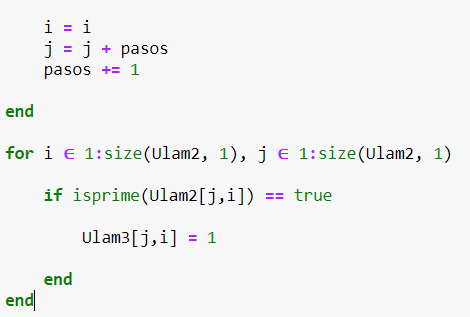 i = i
j = j + pasos
pasos += 1
end
for i ∈ 1:size(Ulam2, 1), j ∈ 1:size(Ulam2, 1)
if isprime(Ulam2[j,i]) == true
Ulam3[j,i] = 1
end
end